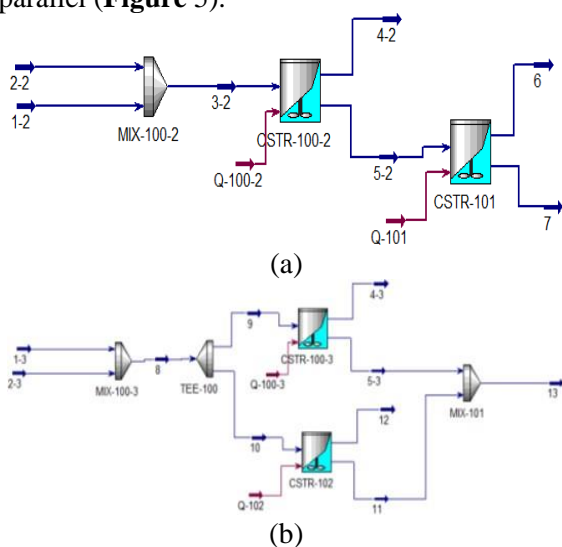 parallel (Figure 3).
4-2
2-2
6
3-2
1-2
MIX-100-2
CSTR-100-2
5-2
Q-100-2
CSTR-101
Q-101
7
(a)
9
4-3
1-3
8
CSTR-100-3
2-3
MIX-100-3
TEE-100
Q-100-3
5-3
13
MIX-101
10
12
CSTR-102
Q-102
11
(b)